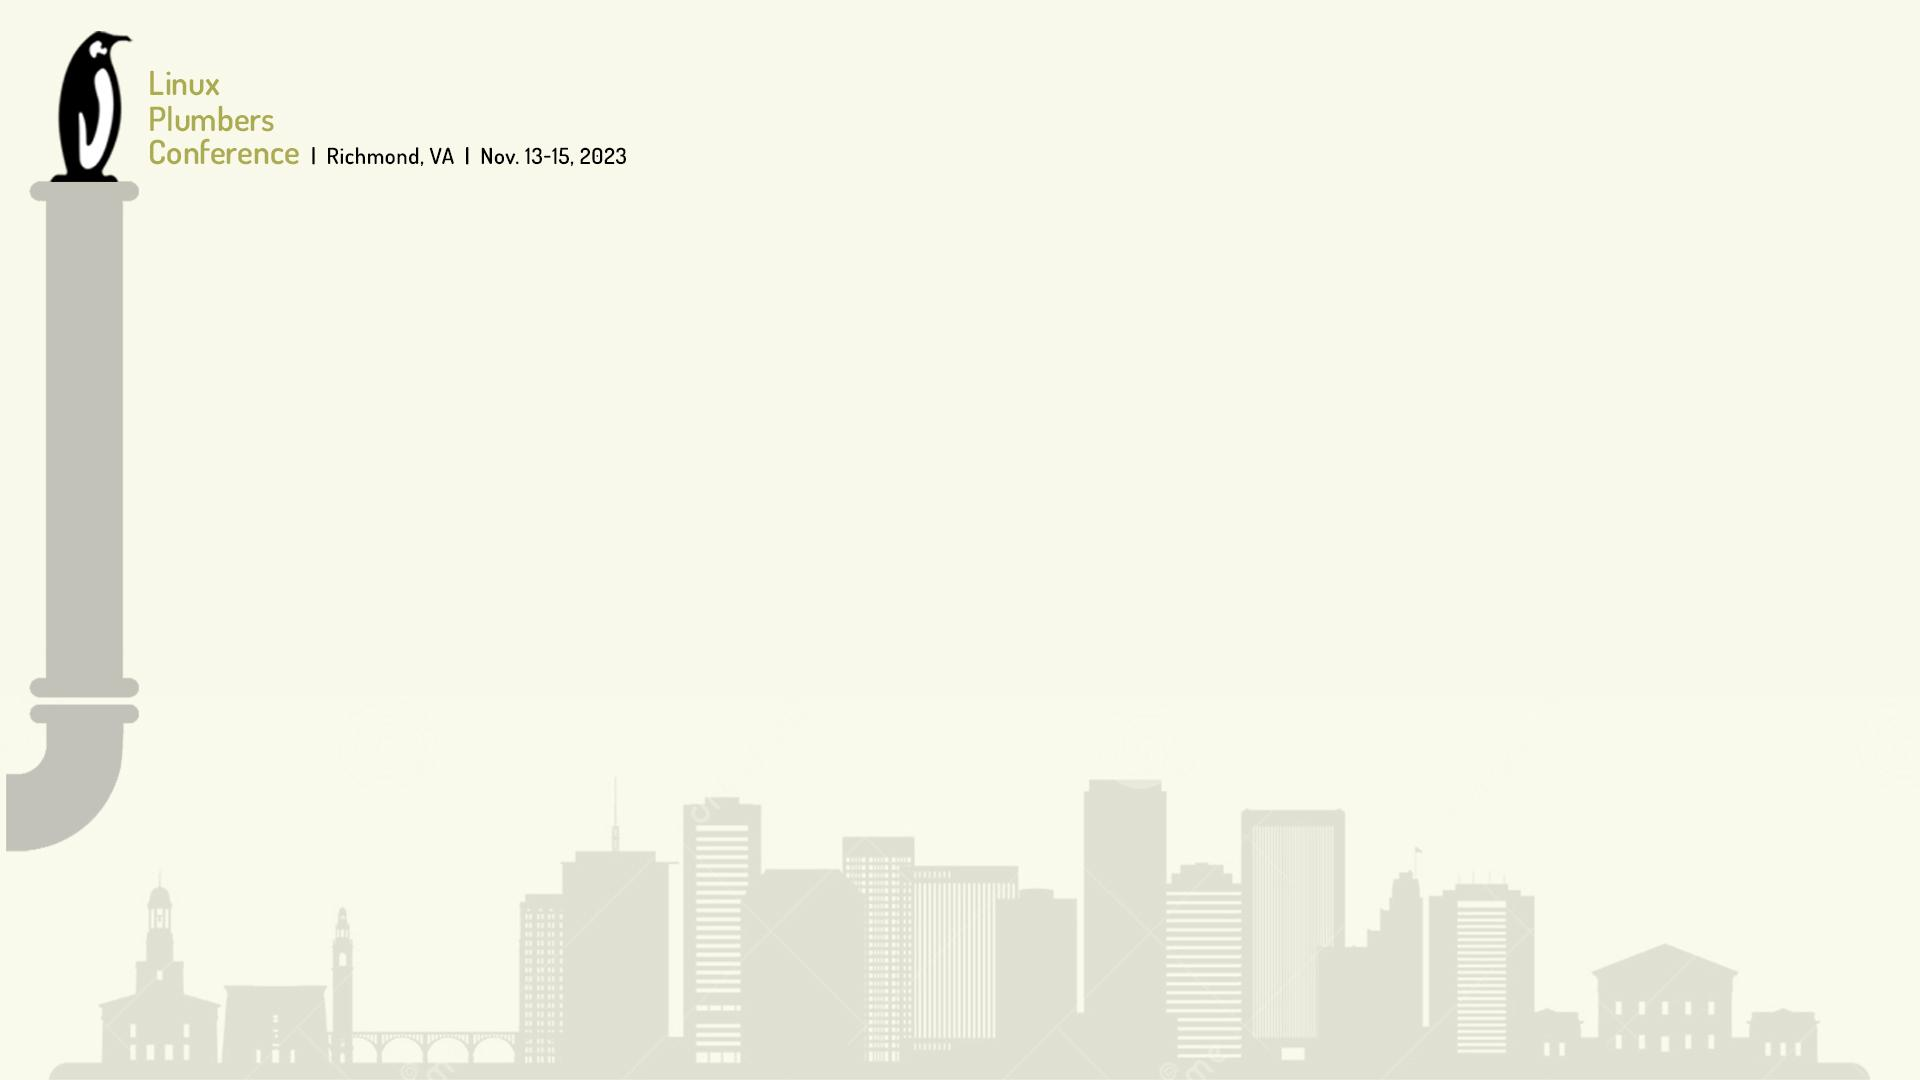 Linux
Plumbers
Conference | Richmond, VA | Nov. 13-15, 2023